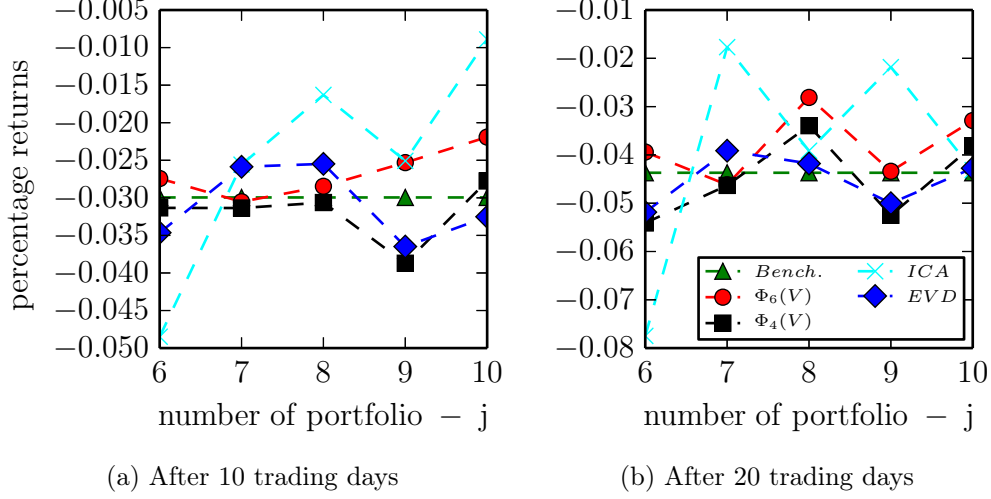 −0.005
−0.010
−0.015
−0.020
−0.025
−0.030
−0.035
−0.040
−0.045
−0.050
percentage returns
6 7 8 9 10
number of portfolio − j
(a) After 10 trading days
−0.01
−0.02
−0.03
−0.04
−0.05
−0.06
−0.07
−0.08
Bench. ICA
Φ₆(V) EVD
Φ₄(V)
6 7 8 9 10
number of portfolio − j
(b) After 20 trading days